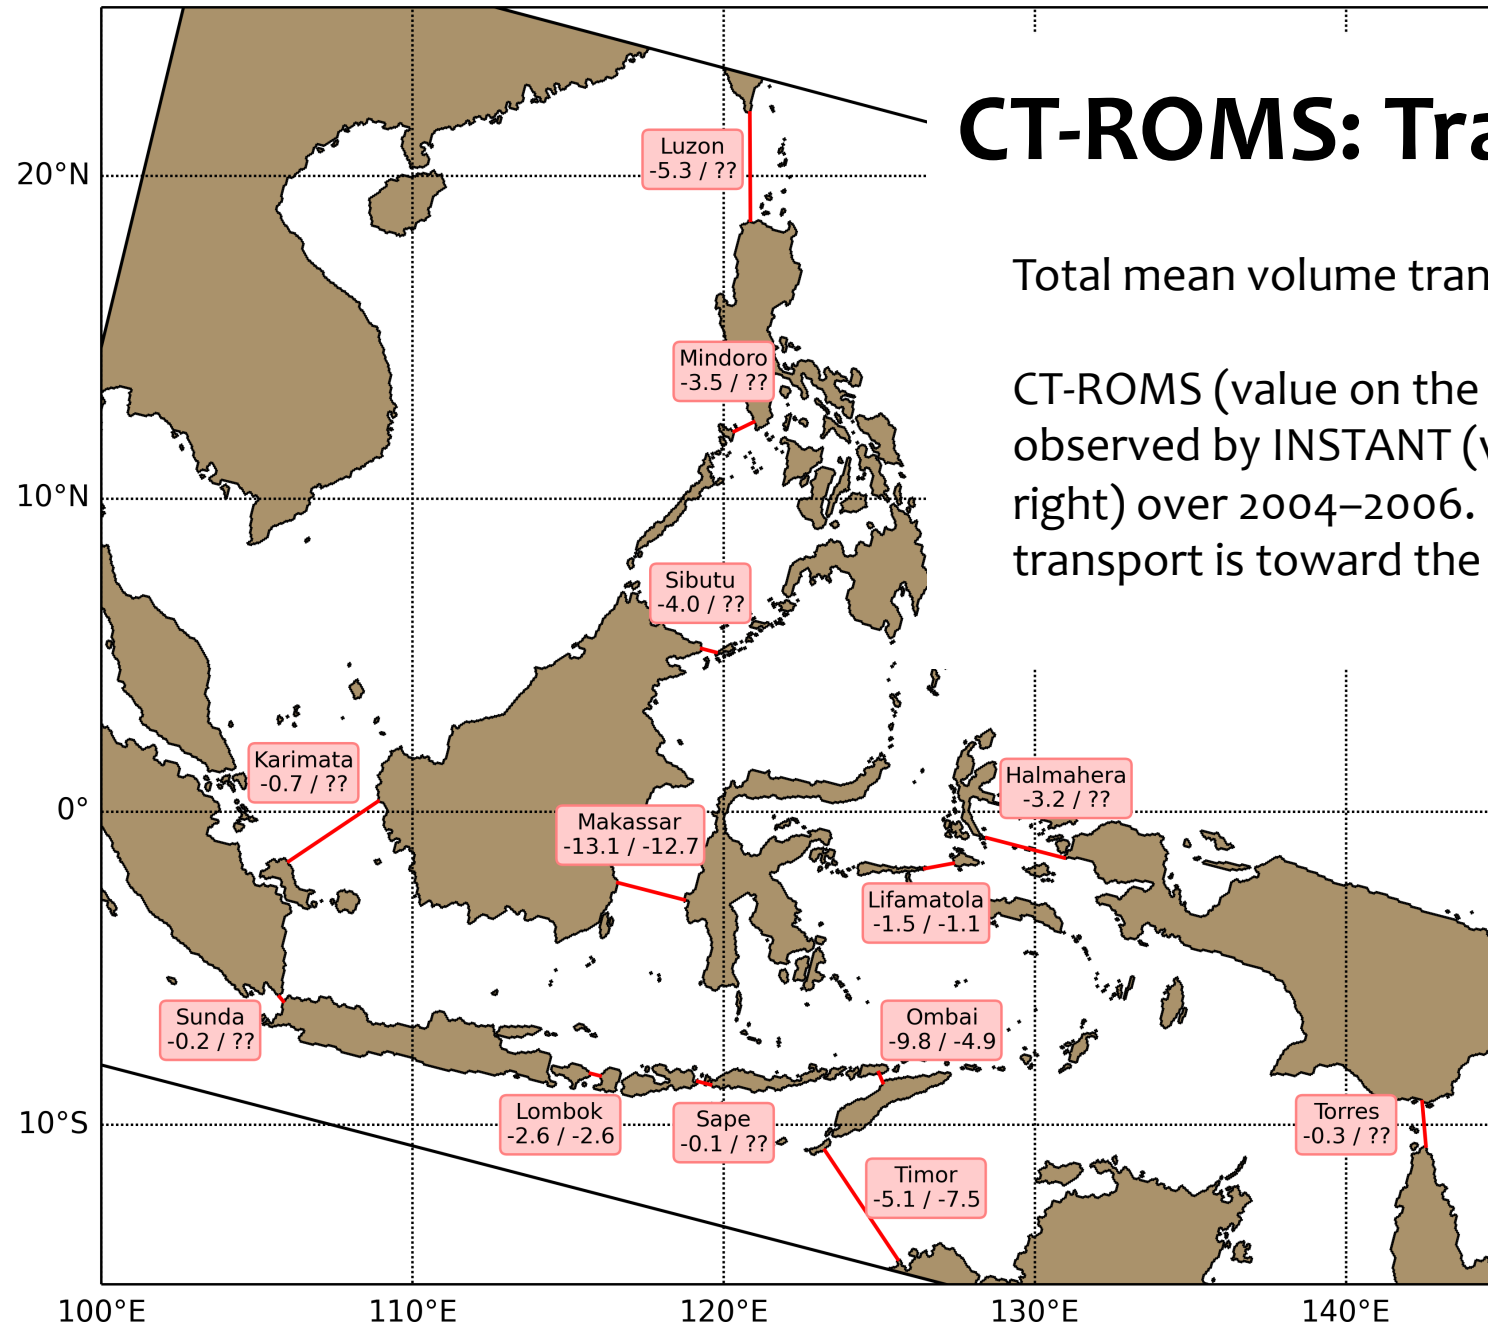 CT-ROMS: Tra
Total mean volume tran
CT-ROMS (value on the
observed by INSTANT (v
right) over 2004–2006.
transport is toward the
Luzon
-5.3 / ??
Mindoro
-3.5 / ??
Sibutu
-4.0 / ??
Karimata
-0.7 / ??
Makassar
-13.1 / -12.7
Halmahera
-3.2 / ??
Lifamatola
-1.5 / -1.1
Sunda
-0.2 / ??
Ombai
-9.8 / -4.9
Lombok
-2.6 / -2.6
Sape
-0.1 / ??
Torres
-0.3 / ??
Timor
-5.1 / -7.5
20°N
10°N
0°
10°S
100°E
110°E
120°E
130°E
140°E